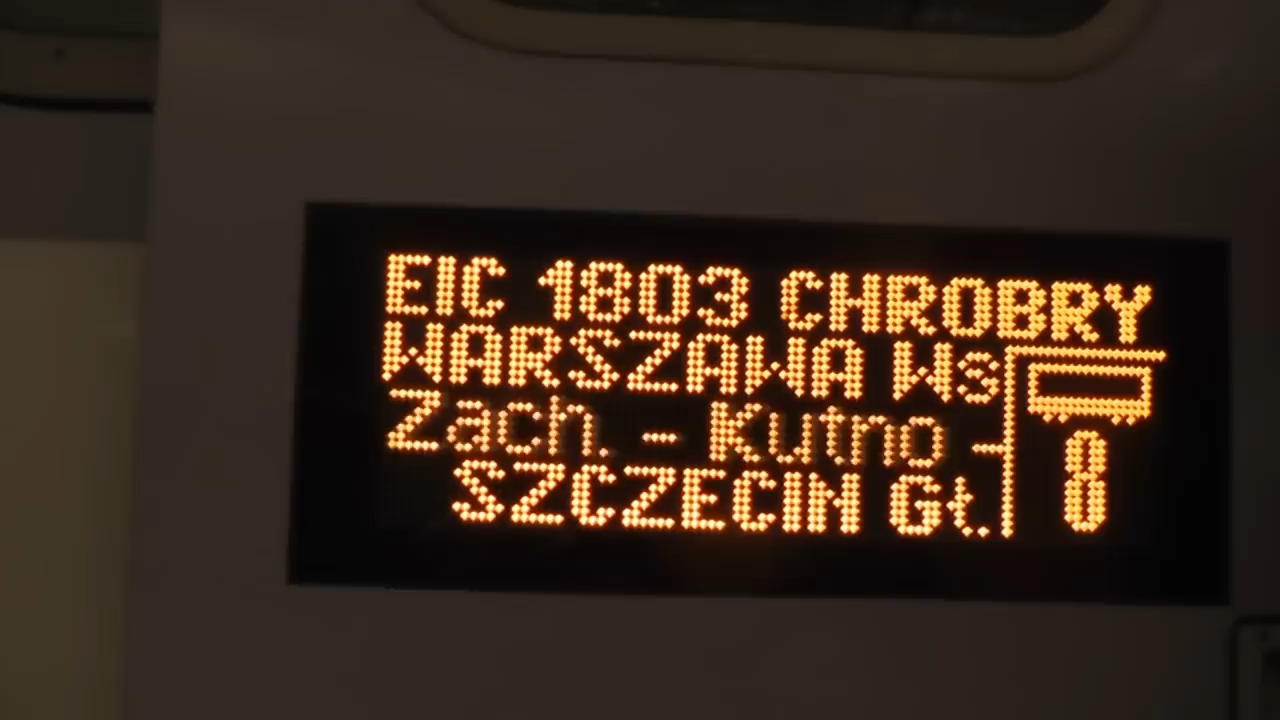 EIC 1803 CHROBRY
WARSZAWA Ws
Zach. - Kutno -
SZCZECIN GŁ.
8